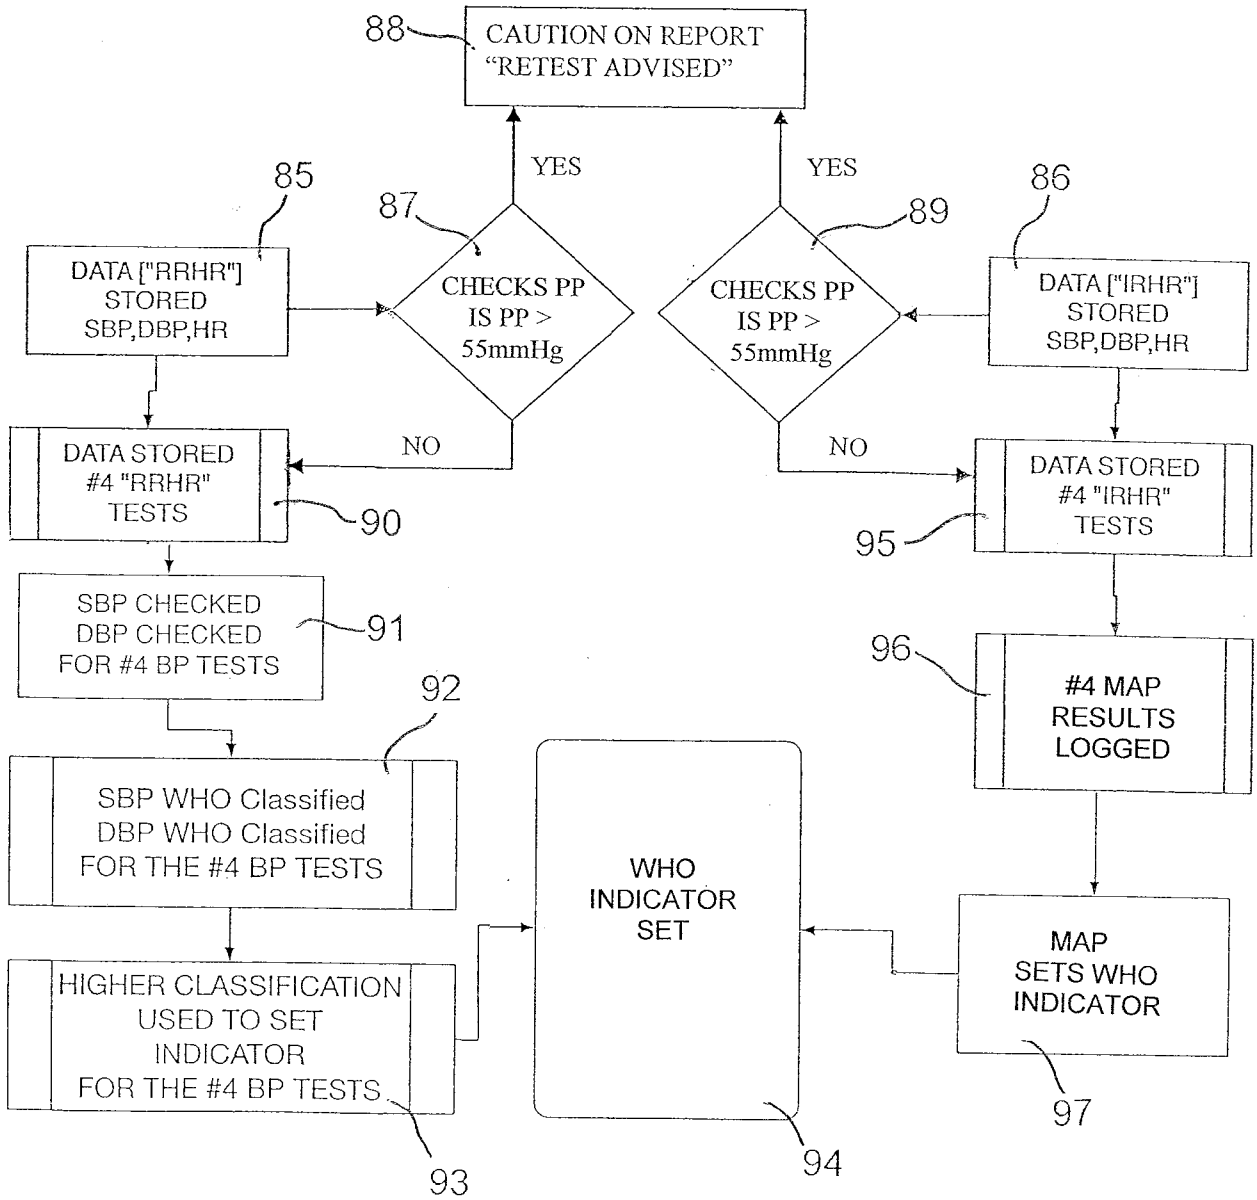 88
CAUTION ON REPORT
“RETEST ADVISED”
YES
YES
85
87
89
86
DATA ["RRHR"]
STORED
SBP,DBP,HR
CHECKS PP
IS PP >
55mmHg
CHECKS PP
IS PP >
55mmHg
DATA ["IRHR"]
STORED
SBP,DBP,HR
NO
NO
DATA STORED
#4 "RRHR"
TESTS
90
DATA STORED
#4 "IRHR"
TESTS
95
SBP CHECKED
DBP CHECKED
FOR #4 BP TESTS
91
96
#4 MAP
RESULTS
LOGGED
92
SBP WHO Classified
DBP WHO Classified
FOR THE #4 BP TESTS
WHO
INDICATOR
SET
MAP
SETS WHO
INDICATOR
HIGHER CLASSIFICATION
USED TO SET
INDICATOR
FOR THE #4 BP TESTS
93
94
97